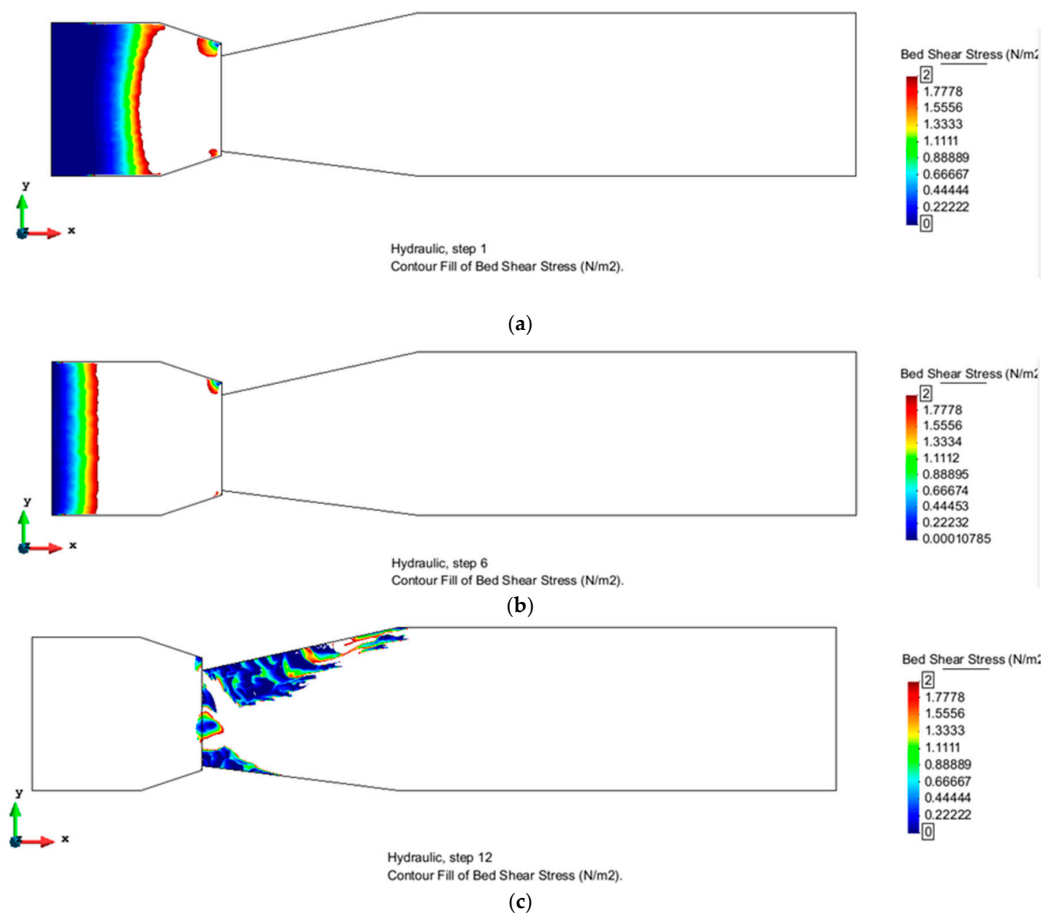 Bed Shear Stress (N/m2
2
1.7778
1.5556
1.3333
1.1111
0.88889
0.66667
0.44444
0.22222
0
y
x
Hydraulic, step 1
Contour Fill of Bed Shear Stress (N/m2).
(a)
Bed Shear Stress (N/m2
2
1.7778
1.5556
1.3334
1.1112
0.88895
0.66674
0.44453
0.22232
0.00010785
y
x
Hydraulic, step 6
Contour Fill of Bed Shear Stress (N/m2).
(b)
Bed Shear Stress (N/m2
2
1.7778
1.5556
1.3333
1.1111
0.88889
0.66667
0.44444
0.22222
0
y
x
Hydraulic, step 12
Contour Fill of Bed Shear Stress (N/m2).
(c)